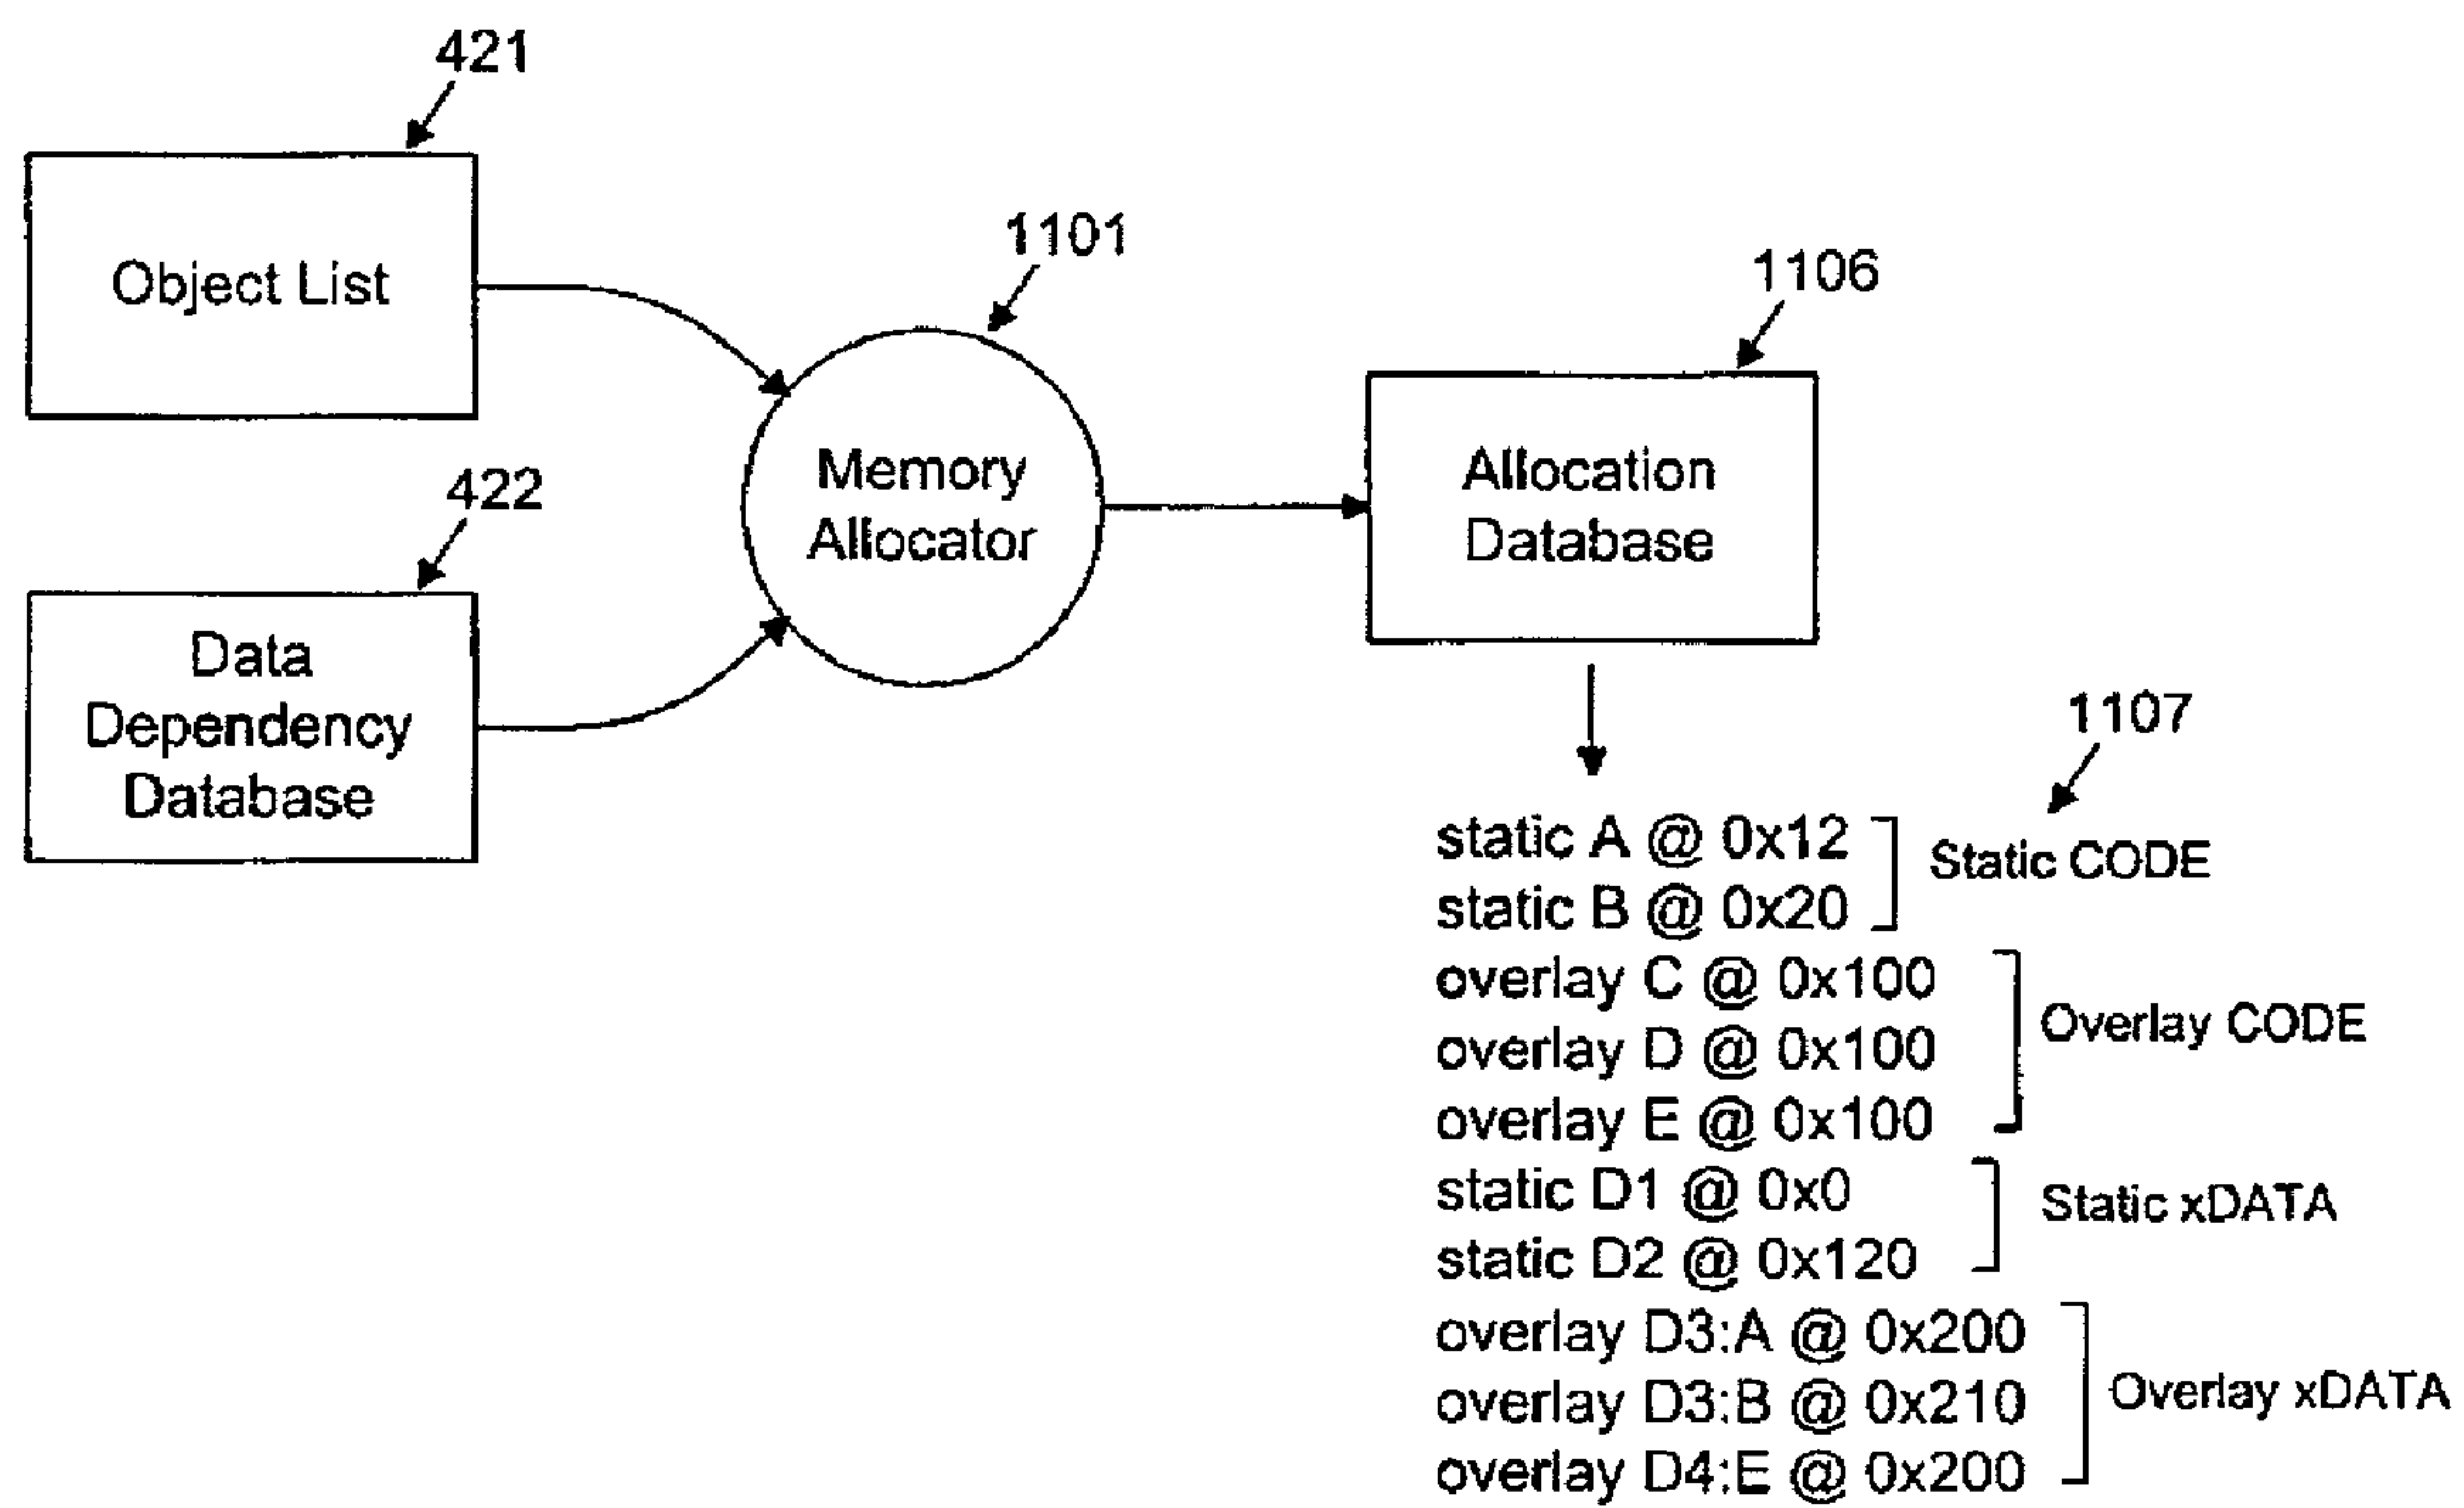 421
Object List
1101
1106
Memory
Allocator
Allocation
Database
422
Data
Dependency
Database
1107
static A @ 0x12
static B @ 0x20
Static CODE
overlay C @ 0x100
overlay D @ 0x100
overlay E @ 0x100
Overlay CODE
static D1 @ 0x0
static D2 @ 0x120
Static xDATA
overlay D3:A @ 0x200
overlay D3:B @ 0x210
overlay D4:E @ 0x200
Overlay xDATA